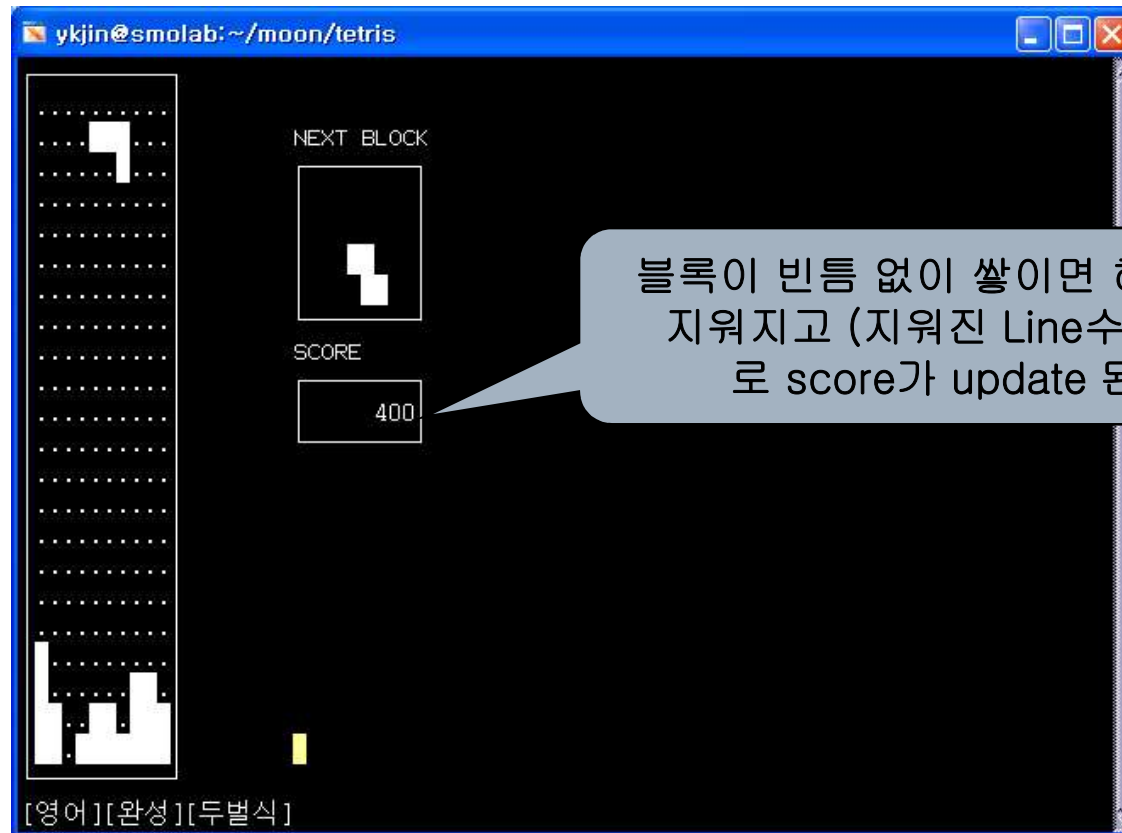 ykjin@smolab:~/moon/tetris
NEXT BLOCK
SCORE
400
블록이 빈틈 없이 쌓이면
지워지고 (지워진 Line수
로 score가 update
[영어][완성][두벌식]